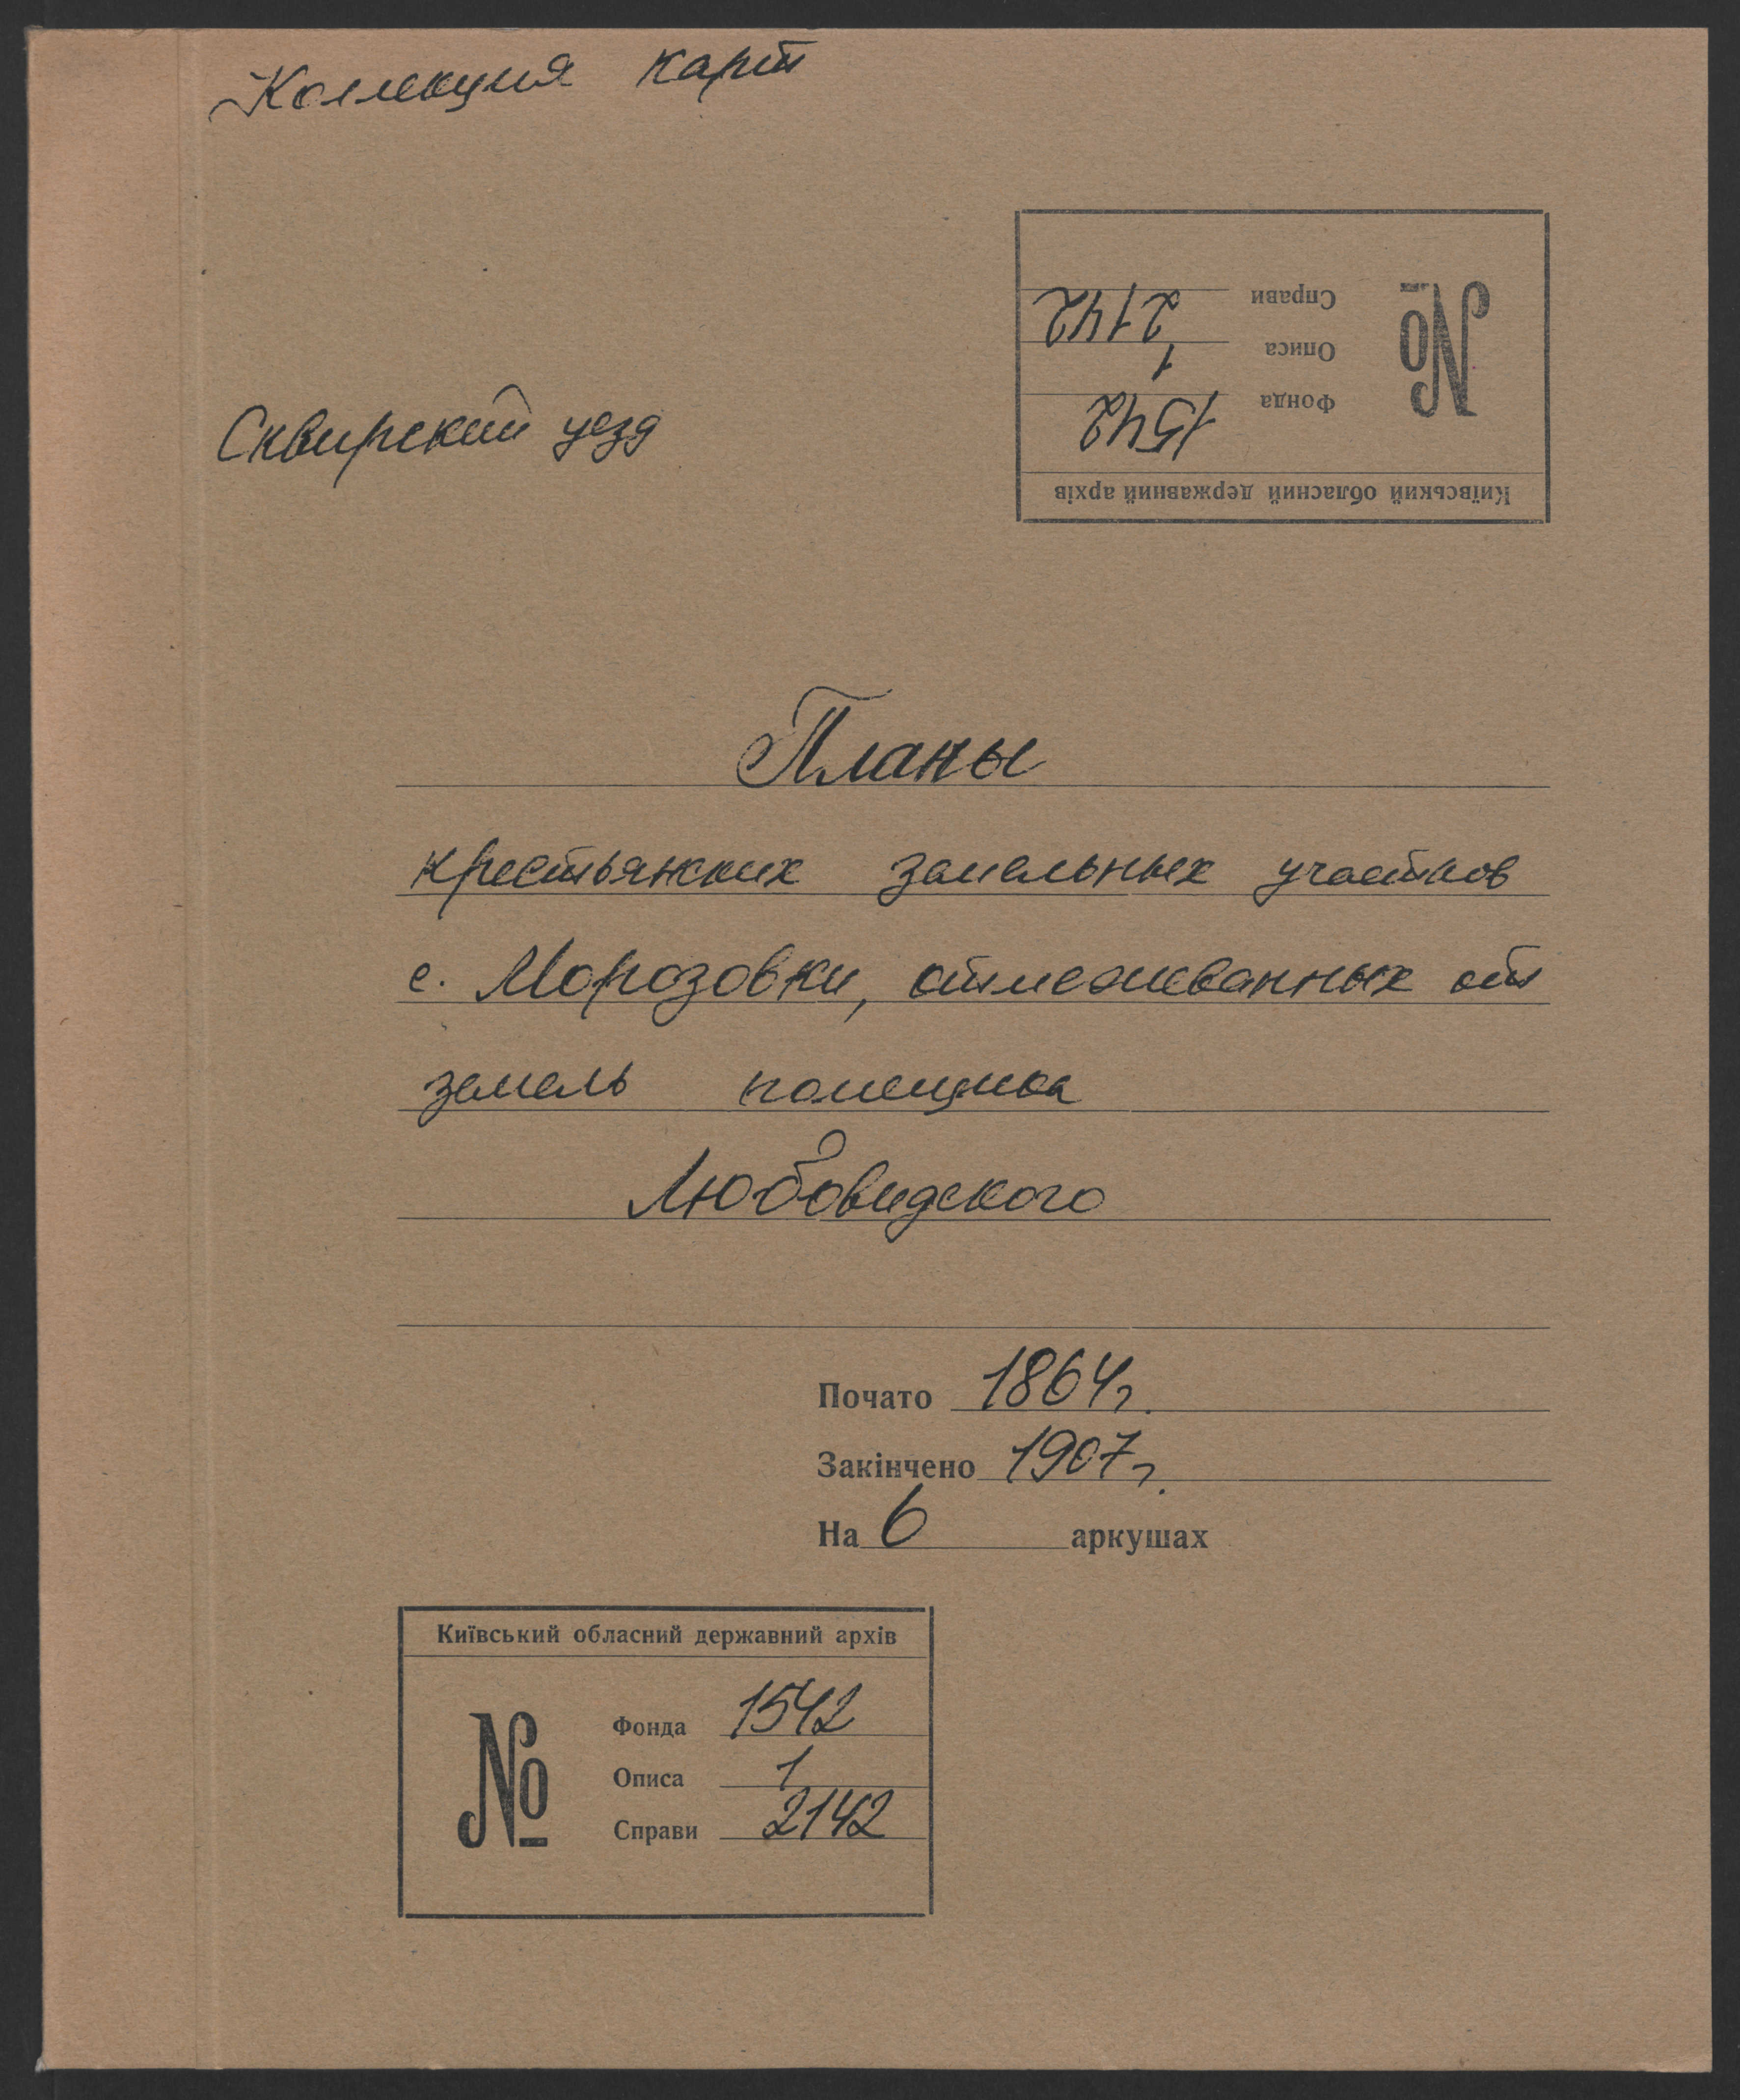 Коллекция карт
Справи 2142
Описа 1
Фонда 1542
№
Київський обласний державний архів
Сквирский уезд
Планы
крестьянских земельных участков
с. Морозовки, отмежеванных от
земель помещика
Любовидского
Почато 1864г.
Закінчено 1907г.
На 6 аркушах
Київський обласний державний архів
№
Фонда 1542
Описа 1
Справи 2142